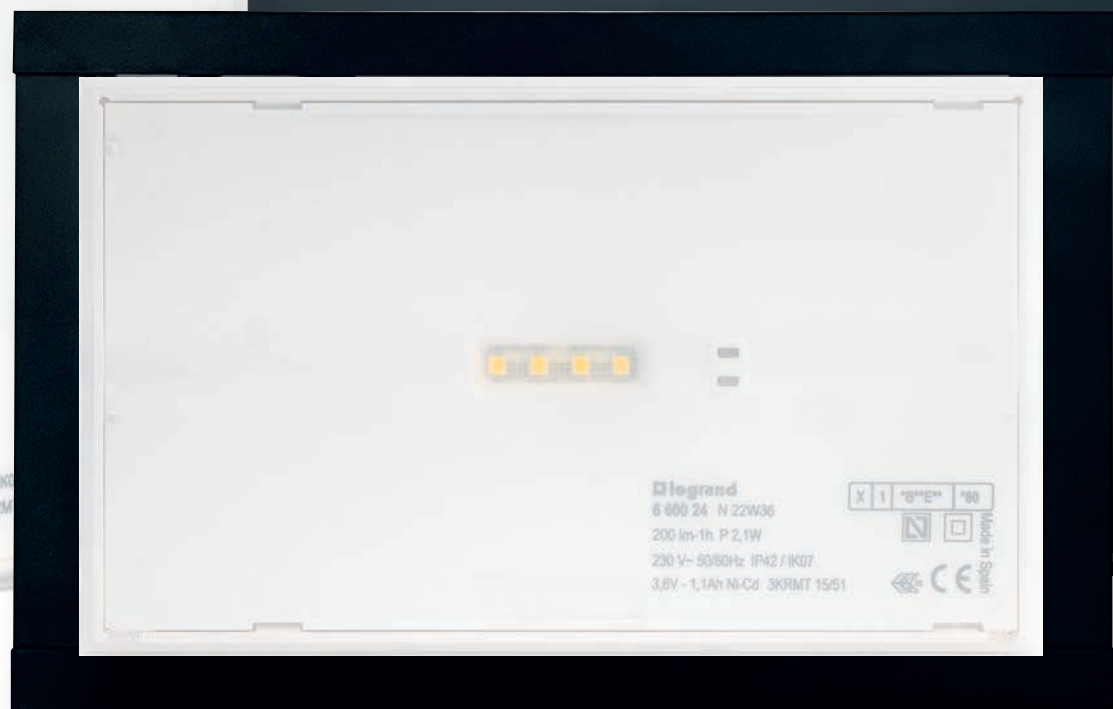 legrand
6 600 24 N 22W36
200 lm-1h P 2,1W
230 V~ 50/60Hz IP42 / IK07
3,6V - 1,1Ah Ni-Cd 3KRMT 15/51
X 1 *B**E** *60
Made in Spain
CE